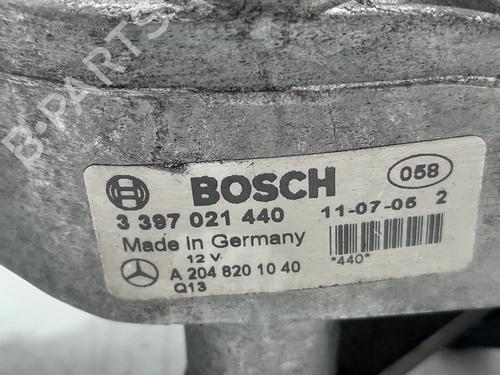 B-PARTS
BOSCH
058
3 397 021 440
11-07-05 2
Made In Germany
12 v.
*440*
A 204 820 10 40
Q13